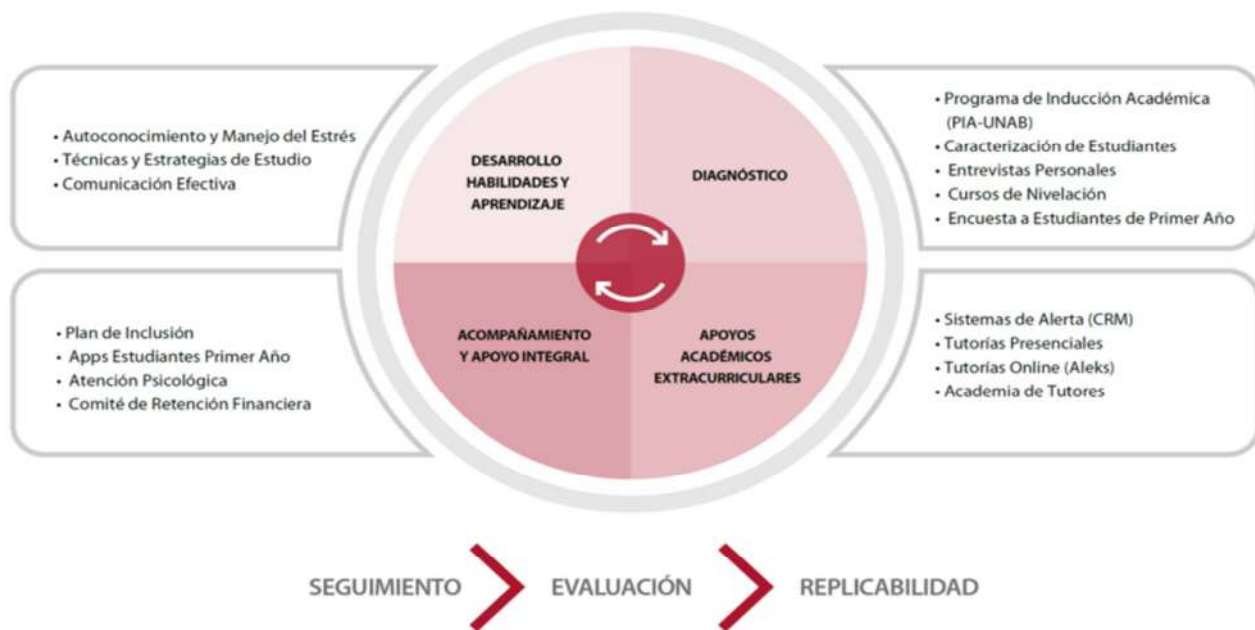 • Autoconocimiento y Manejo del Estrés
• Técnicas y Estrategias de Estudio
• Comunicación Efectiva
DESARROLLO
HABILIDADES Y
APRENDIZAJE
DIAGNÓSTICO
• Programa de Inducción Académica
(PIA-UNAB)
• Caracterización de Estudiantes
• Entrevistas Personales
• Cursos de Nivelación
• Encuesta a Estudiantes de Primer Año
• Plan de Inclusión
• Apps Estudiantes Primer Año
• Atención Psicológica
• Comité de Retención Financiera
ACOMPAÑAMIENTO
Y APOYO INTEGRAL
APOYOS
ACADÉMICOS
EXTRACURRICULARES
• Sistemas de Alerta (CRM)
• Tutorías Presenciales
• Tutorías Online (Aleks)
• Academia de Tutores
SEGUIMIENTO
EVALUACIÓN
REPLICABILIDAD